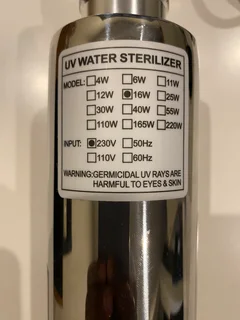 UV WATER STERILIZER
MODEL: 4W 6W 11W
12W 16W 25W
30W 40W 55W
110W 165W 220W
INPUT: 230V 50Hz
110V 60Hz
WARNING:GERMICIDAL UV RAYS ARE
HARMFUL TO EYES & SKIN